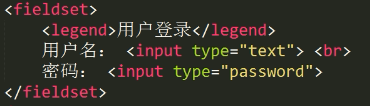 <fieldset>
    <legend>用户登录</legend>
    用户名： <input type="text"> <br>
    密码： <input type="password">
</fieldset>